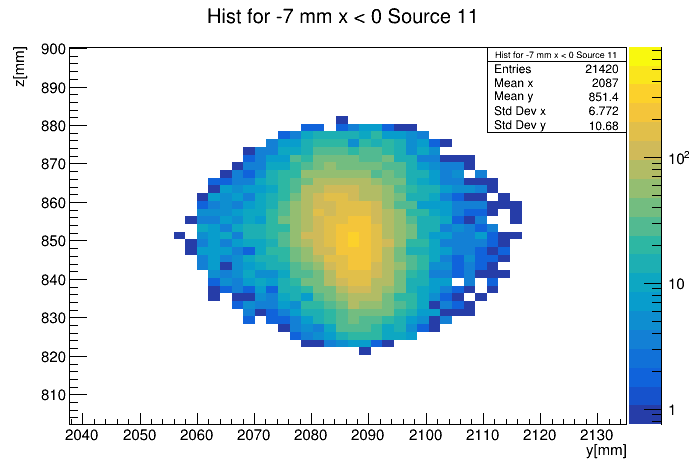 Hist for -7 mm x < 0 Source 11
z[mm]
900
890
880
870
860
850
840
830
820
810
Hist for -7 mm x < 0 Source 11
Entries 21420
Mean x 2087
Mean y 851.4
Std Dev x 6.772
Std Dev y 10.68
10²
10
1
2040 2050 2060 2070 2080 2090 2100 2110 2120 2130
y[mm]